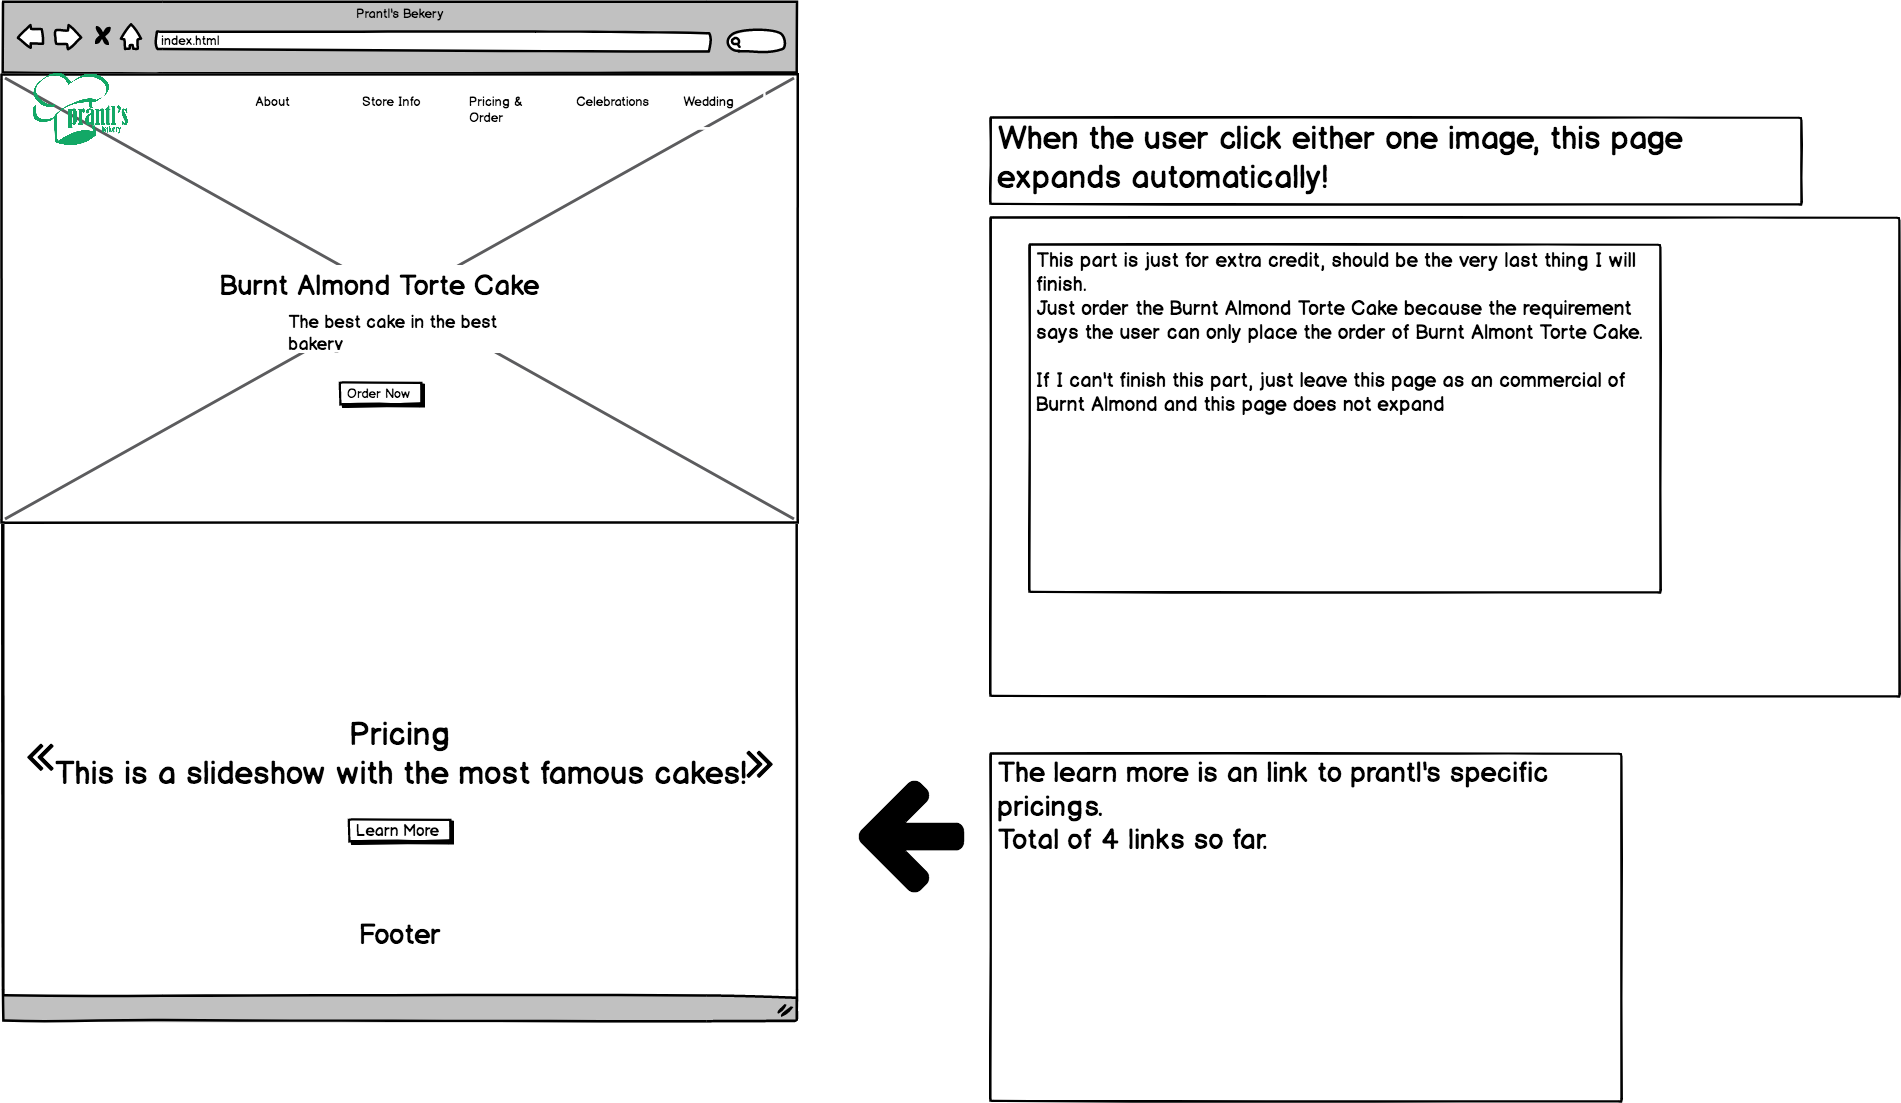 Prantl's Bekery
index.html
prantl's
bakery
About
Store Info
Pricing &
Order
Celebrations
Wedding
Burnt Almond Torte Cake
The best cake in the best
bakery
Order Now
Pricing
This is a slideshow with the most famous cakes!
Learn More
Footer
When the user click either one image, this page
expands automatically!
This part is just for extra credit, should be the very last thing I will
finish.
Just order the Burnt Almond Torte Cake because the requirement
says the user can only place the order of Burnt Almont Torte Cake.
If I can't finish this part, just leave this page as an commercial of
Burnt Almond and this page does not expand
The learn more is an link to prantl's specific
pricings.
Total of 4 links so far.